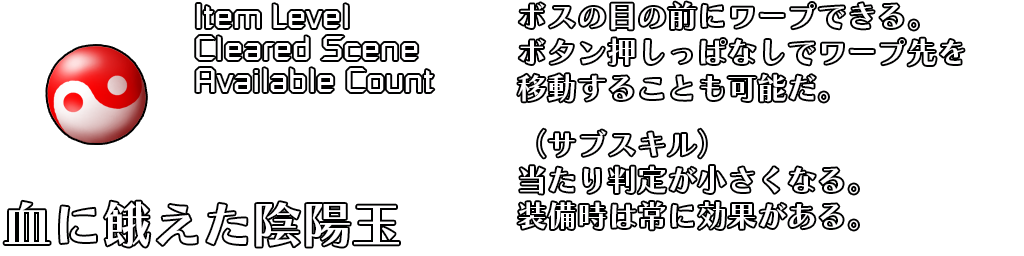 Item Level
Cleared Scene
Available Count
血に餓えた陰陽玉
ボスの目の前にワープできる。
ボタン押しっぱなしでワープ先を
移動することも可能だ。
（サブスキル）
当たり判定が小さくなる。
装備時は常に効果がある。